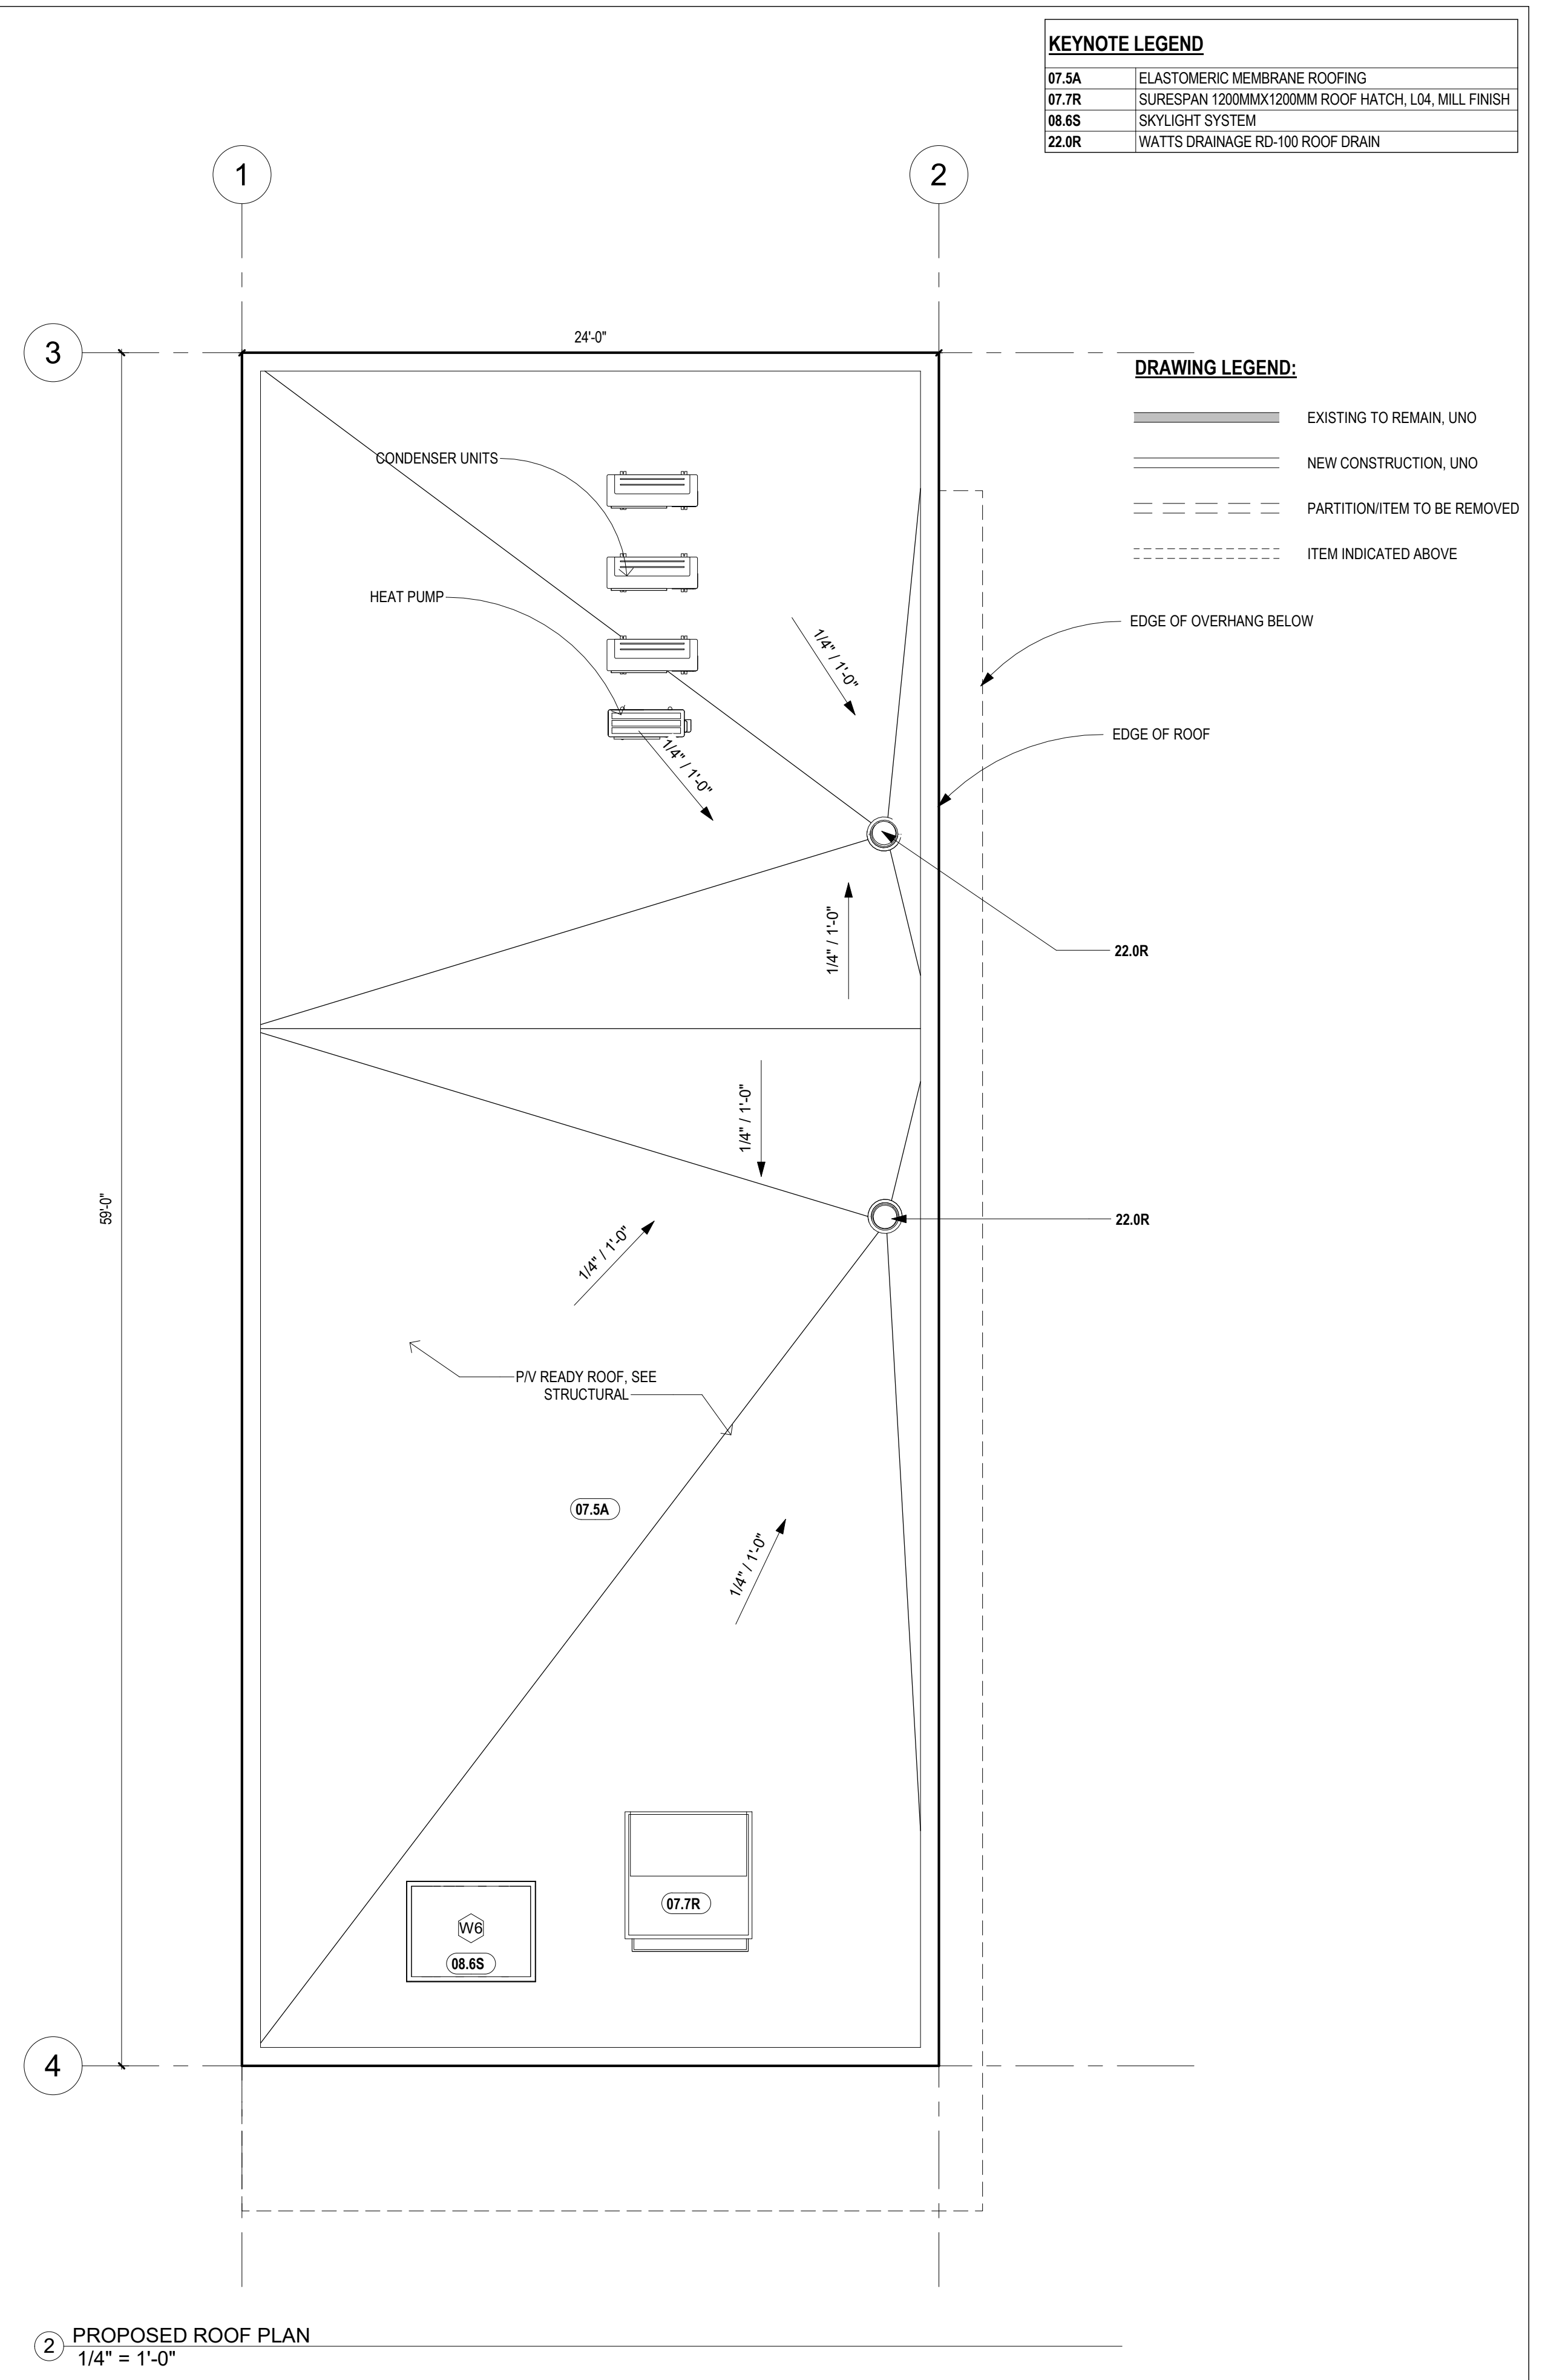 KEYNOTE LEGEND
07.5A ELASTOMERIC MEMBRANE ROOFING
07.7R SURESPAN 1200MMX1200MM ROOF HATCH, L04, MILL FINISH
08.6S SKYLIGHT SYSTEM
22.0R WATTS DRAINAGE RD-100 ROOF DRAIN
1
2
3
24'-0"
DRAWING LEGEND:
EXISTING TO REMAIN, UNO
NEW CONSTRUCTION, UNO
PARTITION/ITEM TO BE REMOVED
ITEM INDICATED ABOVE
CONDENSER UNITS
HEAT PUMP
1/4" / 1'-0"
1/4" / 1'-0"
EDGE OF OVERHANG BELOW
EDGE OF ROOF
1/4" / 1'-0"
22.0R
1/4" / 1'-0"
59'-0"
22.0R
1/4" / 1'-0"
P/V READY ROOF, SEE
STRUCTURAL
07.5A
1/4" / 1'-0"
07.7R
W6
08.6S
4
2
PROPOSED ROOF PLAN
1/4" = 1'-0"